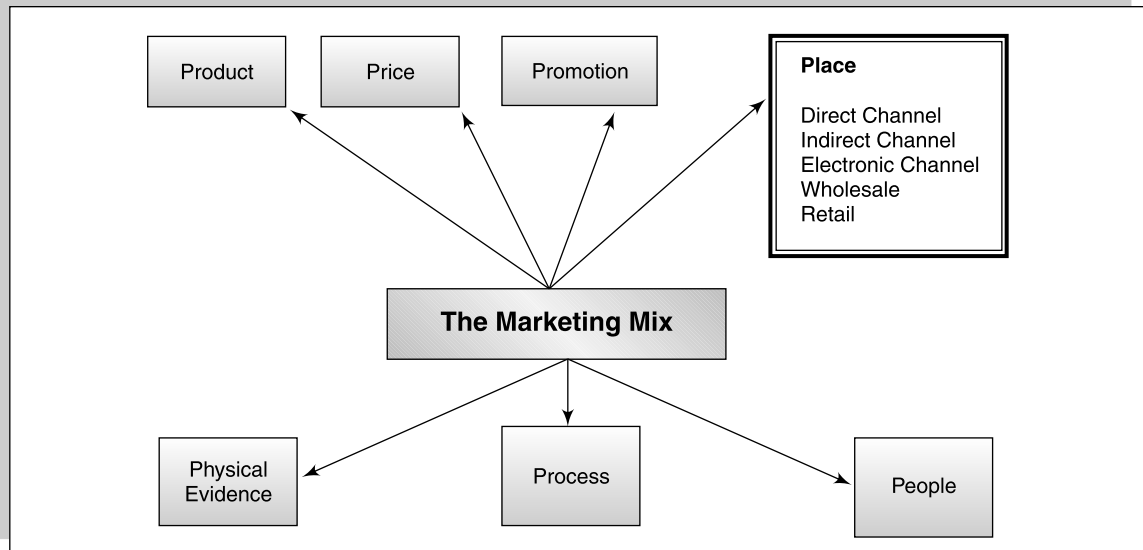 Product
Price
Promotion
Place
Direct Channel
Indirect Channel
Electronic Channel
Wholesale
Retail
The Marketing Mix
Physical
Evidence
Process
People